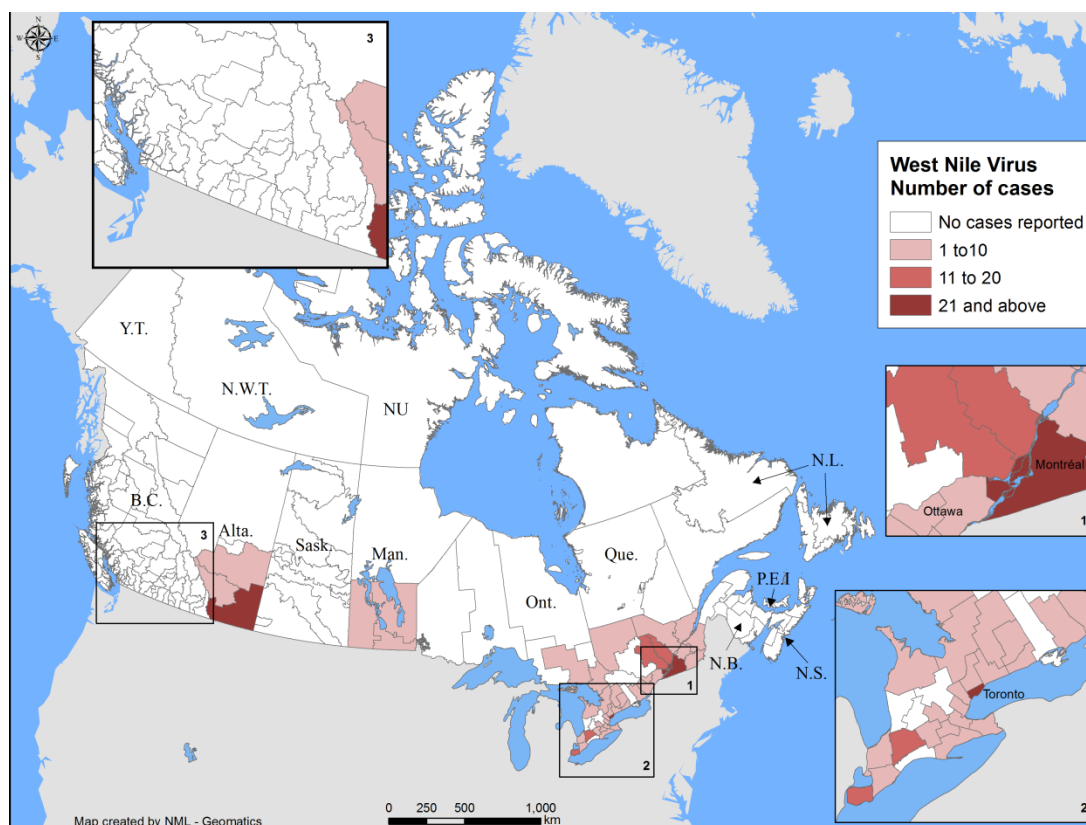 N
W
E
S
3
West Nile Virus
Number of cases
No cases reported
1 to10
11 to 20
21 and above
Y.T.
N.W.T.
NU
N.L.
Montréal
Ottawa
1
B.C.
3
Alta.
Sask.
Man.
Que.
P.E.I
Ont.
N.B.
N.S.
1
2
Toronto
2
0 250 500 1,000
km
Map created by NML - Geomatics